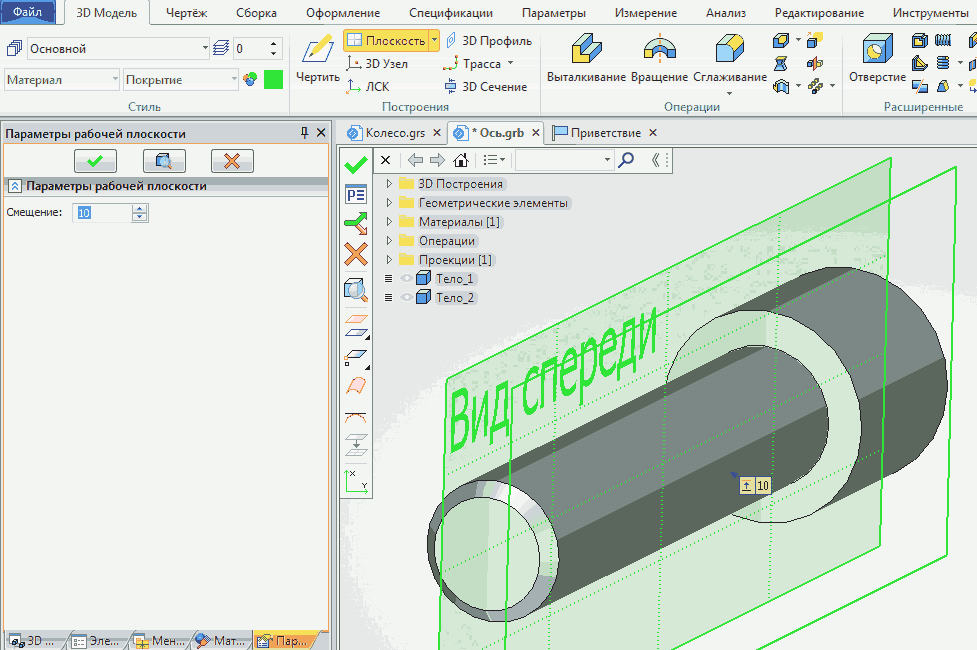 Файл 3D Модель Чертёж Сборка Оформление Спецификации Параметры Измерение Анализ Редактирование Инструменты
Основной 0
Материал Покрытие
Стиль
Чертить
Плоскость
3D Узел
ЛСК
3D Профиль
Трасса
3D Сечение
Построения
Выталкивание Вращение Сглаживание
Операции
Отверстие
Расширенные
Параметры рабочей плоскости
Параметры рабочей плоскости
Смещение: 10
3D ... Эле... Мен... Мат... Пар...
Колесо.grs * Ось.grb Приветствие
PE
3D Построения
Геометрические элементы
Материалы [1]
Операции
Проекции [1]
Тело_1
Тело_2
X
Y
Вид спереди
10